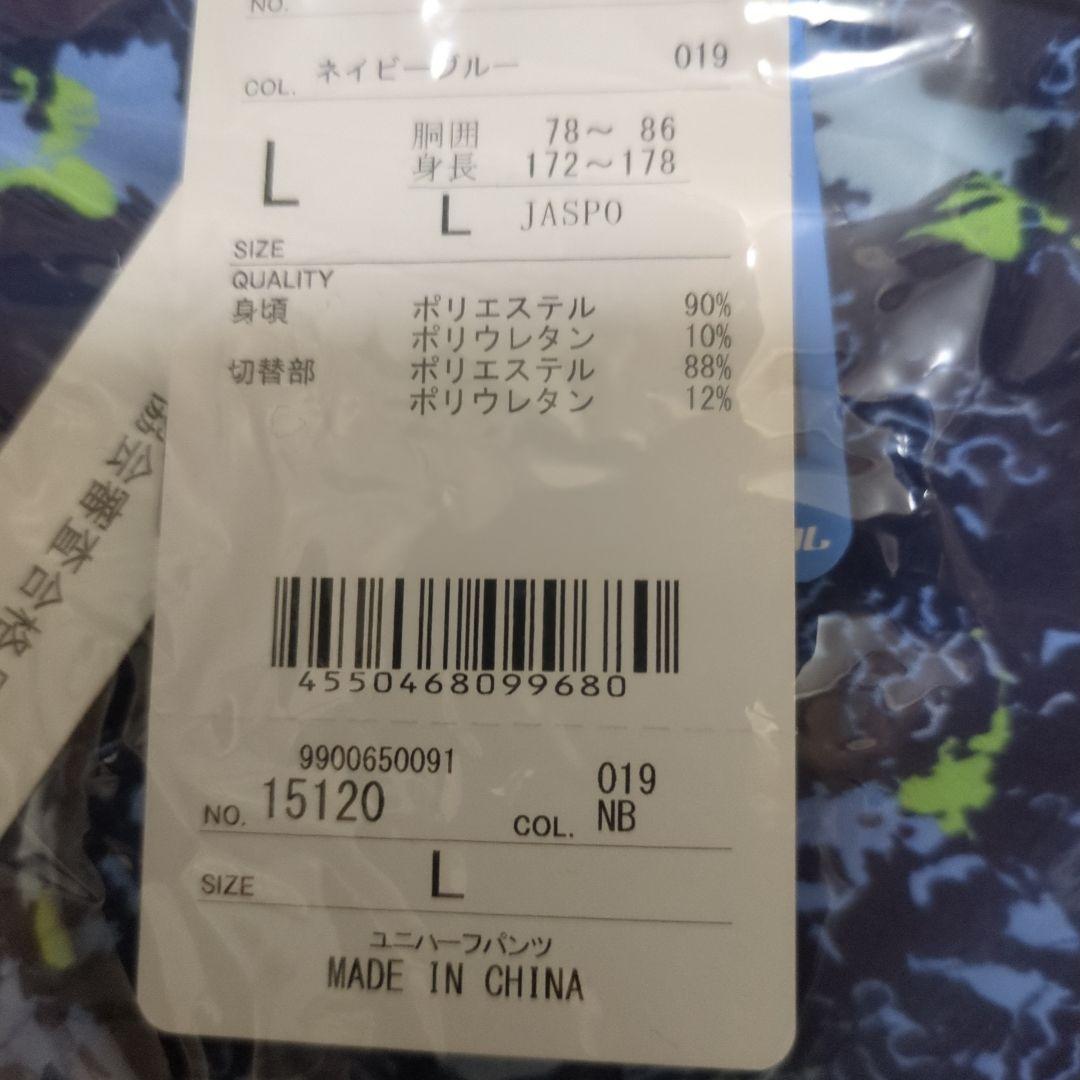 NO.
COL. ネイビーブルー 019
L 胴囲 78～ 86
身長 172～178
L JASPO
SIZE
QUALITY
身頃 ポリエステル 90%
ポリウレタン 10%
切替部 ポリエステル 88%
ポリウレタン 12%
4550468099680
9900650091
NO. 15120 COL. 019 NB
SIZE L
ユニハーフパンツ
MADE IN CHINA